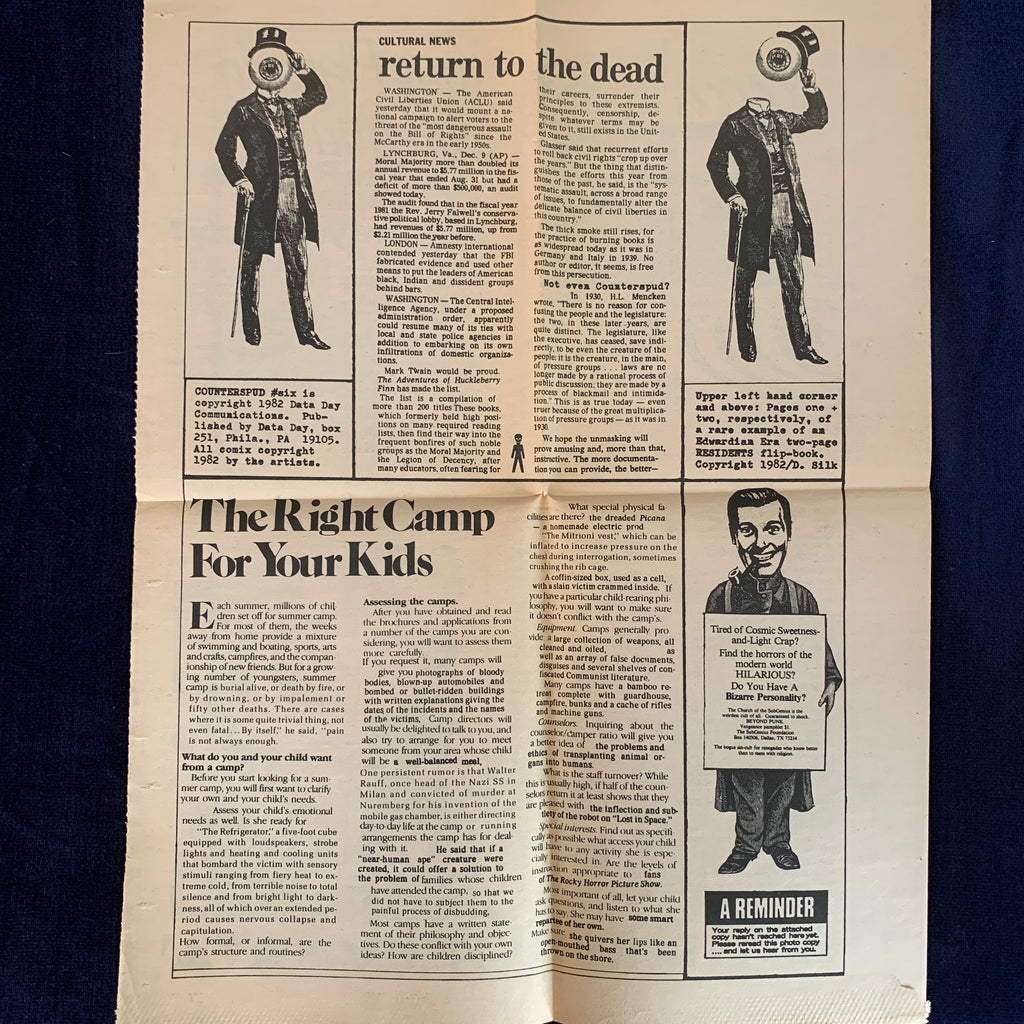 CULTURAL NEWS
return to the dead
WASHINGTON — The American
Civil Liberties Union (ACLU) said
yesterday that it would mount a na-
tional campaign to alert voters to the
threat of the "most dangerous assault
on the Bill of Rights" since the
McCarthy era in the early 1950s.
LYNCHBURG, Va., Dec. 9 (AP) —
Moral Majority more than doubled its
annual revenue to $5.77 million in the fis-
cal year that ended Aug. 31 but had a
deficit of more than $500,000, an audit
showed today.
The audit found that in the fiscal year
1981 the Rev. Jerry Falwell's conserva-
tive political lobby, based in Lynchburg,
had revenues of $5.77 million, up from
$2.21 million the year before.
LONDON — Amnesty International
contended yesterday that the FBI
fabricated evidence and used other
means to put the leaders of American
black, Indian and dissident groups
behind bars.
WASHINGTON — The Central Intel-
ligence Agency, under a proposed
administration order, apparently
could resume many of its ties with
local and state police agencies in
addition to embarking on its own
infiltrations of domestic organiza-
tions.
Mark Twain would be proud.
The Adventures of Huckleberry
Finn has made the list.
The list is a compilation of
more than 200 titles These books,
which formerly held high posi-
tions on many required reading
lists, then find their way into the
frequent bonfires of such noble
groups as the Moral Majority and
the Legion of Decency, after
many educators, often fearing for
their careers, surrender their
principles to these extremists.
Consequently, censorship, de-
spite whatever terms may be
given to it, still exists in the Unit-
ed States.
Glasser said that recurrent efforts
to roll back civil rights "crop up over
the years." But the thing that distin-
guishes the efforts this year from
those of the past, he said, is the "sys-
tematic assault, across a broad range
of issues, to fundamentally alter the
delicate balance of civil liberties in
this country."
The thick smoke still rises, for
the practice of burning books is
as widespread today as it was in
Germany and Italy in 1939. No
author or editor, it seems, is free
from this persecution.
Not even Counterspud?
In 1930, H.L. Mencken
wrote, "There is no reason for con-
fusing the people and the legislature:
the two, in these later years, are
quite distinct. The legislature, like
the executive, has ceased, save indi-
rectly, to be even the creature of the
people: it is the creature, in the main,
of pressure groups . . . laws are no
longer made by a rational process of
public discussion; they are made by a
process of blackmail and intimida-
tion." This is as true today — even
truer because of the great multiplica-
tion of pressure groups — as it was in
1930.
We hope the unmasking will
prove amusing and, more than that,
instructive. The more documenta-
tion you can provide, the better—
COUNTERSPUD #six is
copyright 1982 Data Day
Communications. Pub-
lished by Data Day, box
251, Phila., PA 19105.
All comix copyright
1982 by the artists.
Upper left hand corner
and above: Pages one +
two, respectively, of
a rare example of an
Edwardian Era two-page
RESIDENTS flip-book.
Copyright 1982/D. Silk
The Right Camp
For Your Kids
Each summer, millions of chil-
dren set off for summer camp.
For most of them, the weeks
away from home provide a mixture
of swimming and boating, sports, arts
and crafts, campfires, and the compan-
ionship of new friends. But for a grow-
ing number of youngsters, summer
camp is burial alive, or death by fire, or
by drowning, or by impalement or
fifty other deaths. There are cases
where it is some quite trivial thing, not
even fatal... By itself," he said, "pain
is not always enough.
What do you and your child want
from a camp?
Before you start looking for a sum-
mer camp, you will first want to clarify
your own and your child's needs.
Assess your child's emotional
needs as well. Is she ready for
"The Refrigerator," a five-foot cube
equipped with loudspeakers, strobe
lights and heating and cooling units
that bombard the victim with sensory
stimuli ranging from fiery heat to ex-
treme cold, from terrible noise to total
silence and from bright light to dark-
ness, all of which over an extended pe-
riod causes nervous collapse and
capitulation.
How formal, or informal, are the
camp's structure and routines?
Assessing the camps.
After you have obtained and read
the brochures and applications from
a number of the camps you are con-
sidering, you will want to assess them
more carefully.
If you request it, many camps will
give you photographs of bloody
bodies, blown-up automobiles and
bombed or bullet-ridden buildings
with written explanations giving the
dates of the incidents and the names
of the victims, Camp directors will
usually be delighted to talk to you, and
also try to arrange for you to meet
someone from your area whose child
will be a well-balanced meal,
One persistent rumor is that Walter
Rauff, once head of the Nazi SS in
Milan and convicted of murder at
Nuremberg for his invention of the
mobile gas chamber, is either directing
day-to-day life at the camp or running
arrangements the camp has for deal-
ing with it. He said that if a
"near-human ape" creature were
created, it could offer a solution to
the problem of families whose children
have attended the camp, so that we
did not have to subject them to the
painful process of disbudding,
Most camps have a written state-
ment of their philosophy and objec-
tives. Do these conflict with your own
ideas? How are children disciplined?
What special physical fa-
cilities are there? the dreaded Picana
— a homemade electric prod
"The Mitrioni vest," which can be
inflated to increase pressure on the
chest during interrogation, sometimes
crushing the rib cage.
A coffin-sized box, used as a cell,
with a slain victim crammed inside. If
you have a particular child-rearing phi-
losophy, you will want to make sure
it doesn't conflict with the camp's.
Equipment. Camps generally pro-
vide a large collection of weapons, all
cleaned and oiled, as
well as an array of false documents,
disguises and several shelves of con-
fiscated Communist literature.
Many camps have a bamboo re-
treat complete with guardhouse,
campfire, bunks and a cache of rifles
and machine guns.
Counselors. Inquiring about the
counselor/camper ratio will give you
a better idea of the problems and
ethics of transplanting animal or-
gans into humans.
What is the staff turnover? While
this is usually high, if half of the coun-
selors return it at least shows that they
are pleased with the inflection and sub-
tlety of the robot on "Lost in Space."
Special interests. Find out as specifi-
cally as possible what access your child
will have to any activity she is espe-
cially interested in. Are the levels of
instruction appropriate to fans
of The Rocky Horror Picture Show.
Most important of all, let your child
ask questions, and listen to what she
has to say. She may have some smart
repartee of her own.
Make sure she quivers her lips like an
open-mouthed bass that's been
thrown on the shore.
Tired of Cosmic Sweetness-
and-Light Crap?
Find the horrors of the
modern world
HILARIOUS?
Do You Have A
Bizarre Personality?
The Church of the SubGenius is the
weirdest cult of all. Guaranteed to shock.
BEYOND PUNK.
Vengeance pamphlet $1.
The SubGenius Foundation
Box 140306, Dallas, TX 75214
The bogus sin-cult for renegades who know better
than to mess with religion.
A REMINDER
Your reply on the attached
copy hasn't reached here yet.
Please reread this photo copy
....and let us hear from you.